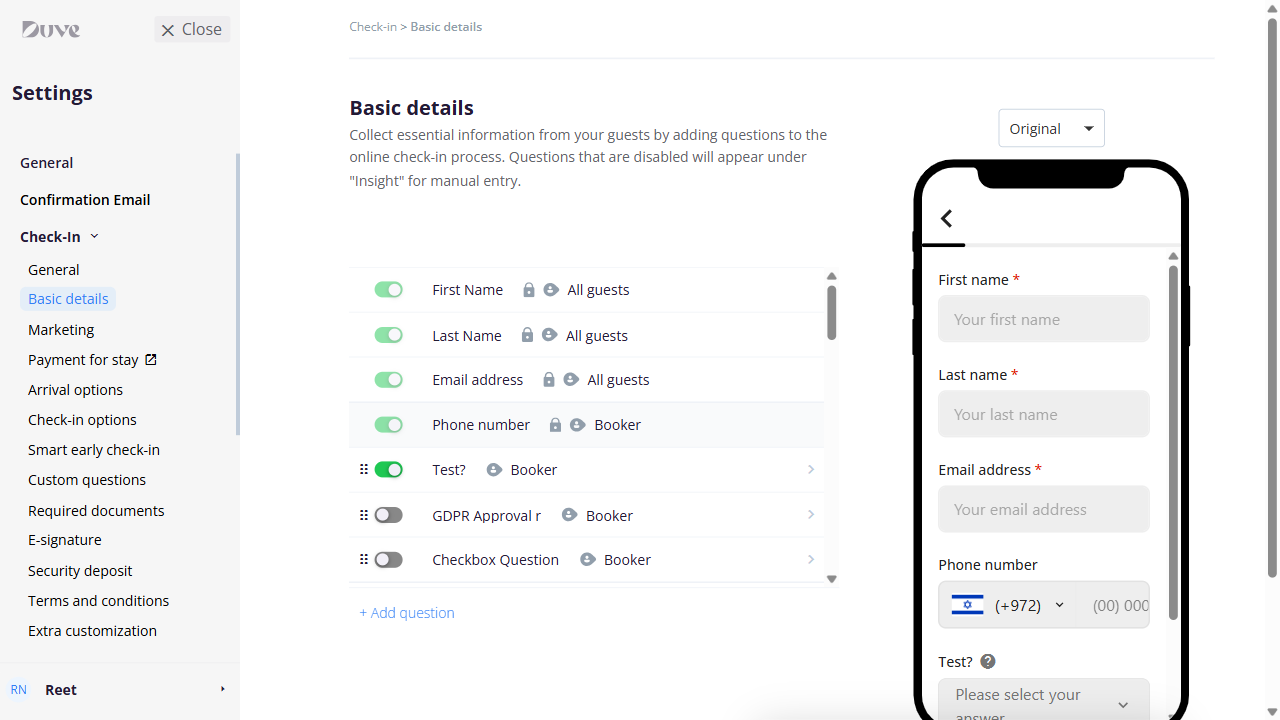 Duve
Close
Settings
General
Confirmation Email
Check-In
General
Basic details
Marketing
Payment for stay
Arrival options
Check-in options
Smart early check-in
Custom questions
Required documents
E-signature
Security deposit
Terms and conditions
Extra customization
RN Reet
Check-in > Basic details
Basic details
Collect essential information from your guests by adding questions to the
online check-in process. Questions that are disabled will appear under
"Insight" for manual entry.
First Name All guests
Last Name All guests
Email address All guests
Phone number Booker
Test? Booker
GDPR Approval r Booker
Checkbox Question Booker
+ Add question
Original
First name *
Your first name
Last name *
Your last name
Email address *
Your email address
Phone number
(+972) (00) 000
Test? ?
Please select your
answer